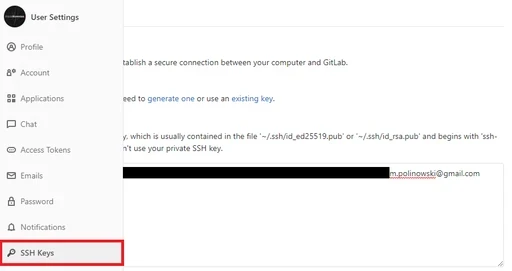 User Settings
Profile
Account
Applications
Chat
Access Tokens
Emails
Password
Notifications
SSH Keys
tablish a secure connection between your computer and GitLab.
eed to generate one or use an existing key.
y, which is usually contained in the file '~/.ssh/id_ed25519.pub' or '~/.ssh/id_rsa.pub' and begins with 'ssh-
n't use your private SSH key.
m.polinowski@gmail.com